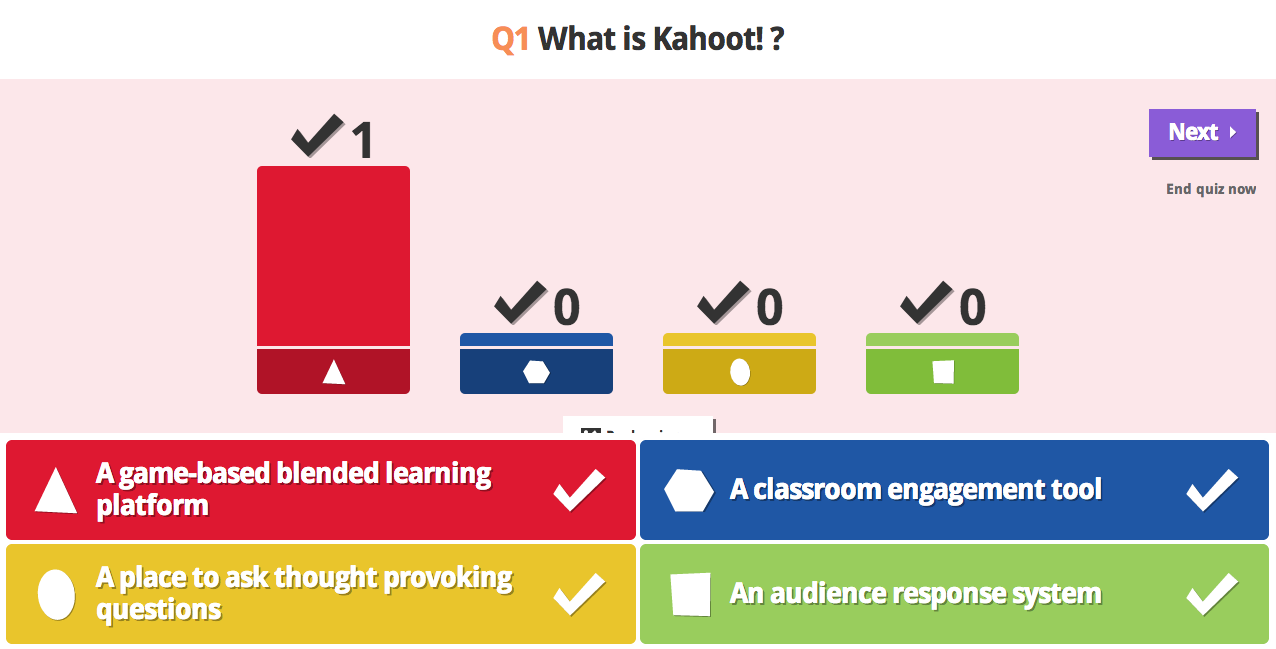 Q1 What is Kahoot! ?
1
Next
End quiz now
0
0
0
A game-based blended learning
platform
A classroom engagement tool
A place to ask thought provoking
questions
An audience response system